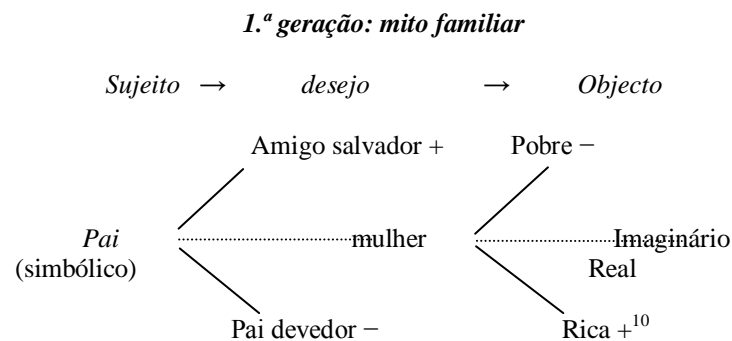 1.ª geração: mito familiar
Sujeito → desejo → Objecto
Amigo salvador + Pobre −
Pai mulher Imaginário
(simbólico) Real
Pai devedor − Rica +10